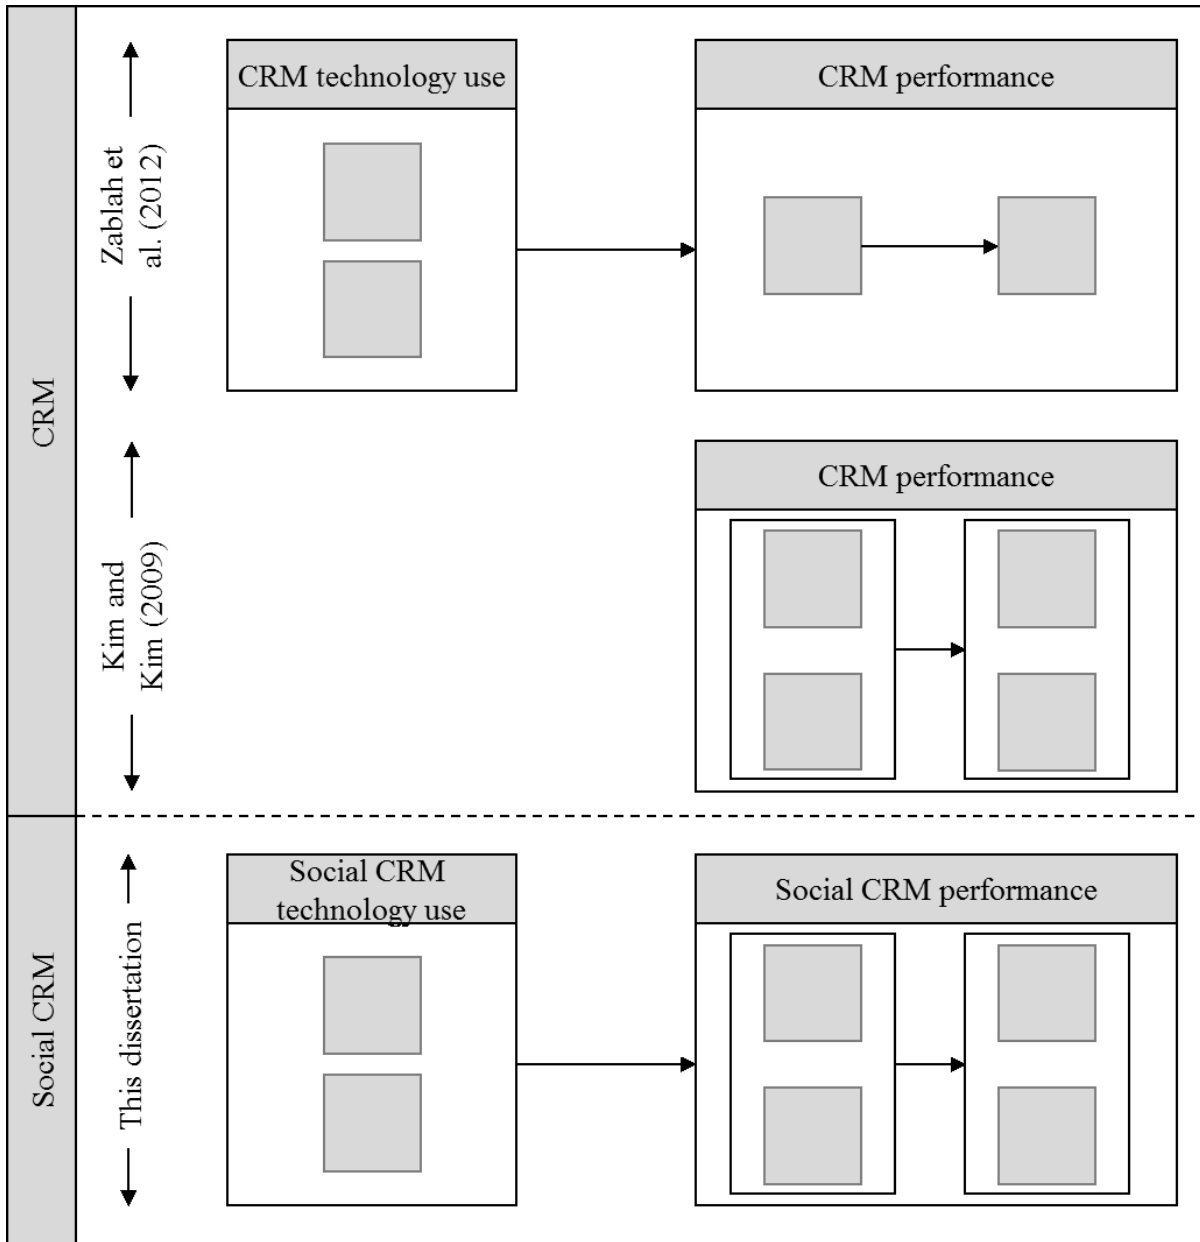 CRM
Zablah et
al. (2012)
CRM technology use
CRM performance
Kim and
Kim (2009)
CRM performance
Social CRM
This dissertation
Social CRM
technology use
Social CRM performance